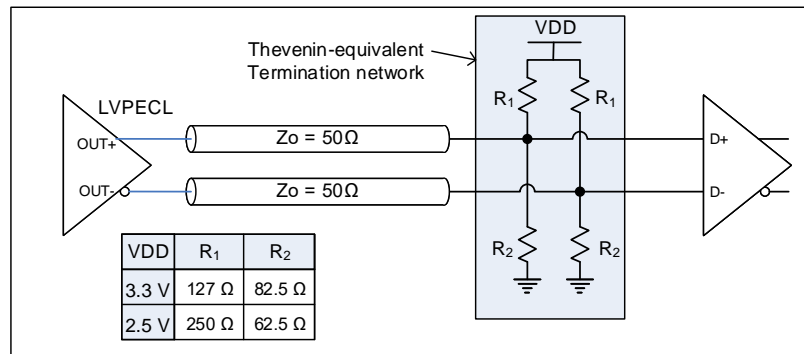 VDD
Thevenin-equivalent
Termination network
R₁ R₁
LVPECL
OUT+ Zo = 50Ω D+
OUT- Zo = 50Ω D-
R₂ R₂
VDD R₁ R₂
3.3 V 127 Ω 82.5 Ω
2.5 V 250 Ω 62.5 Ω